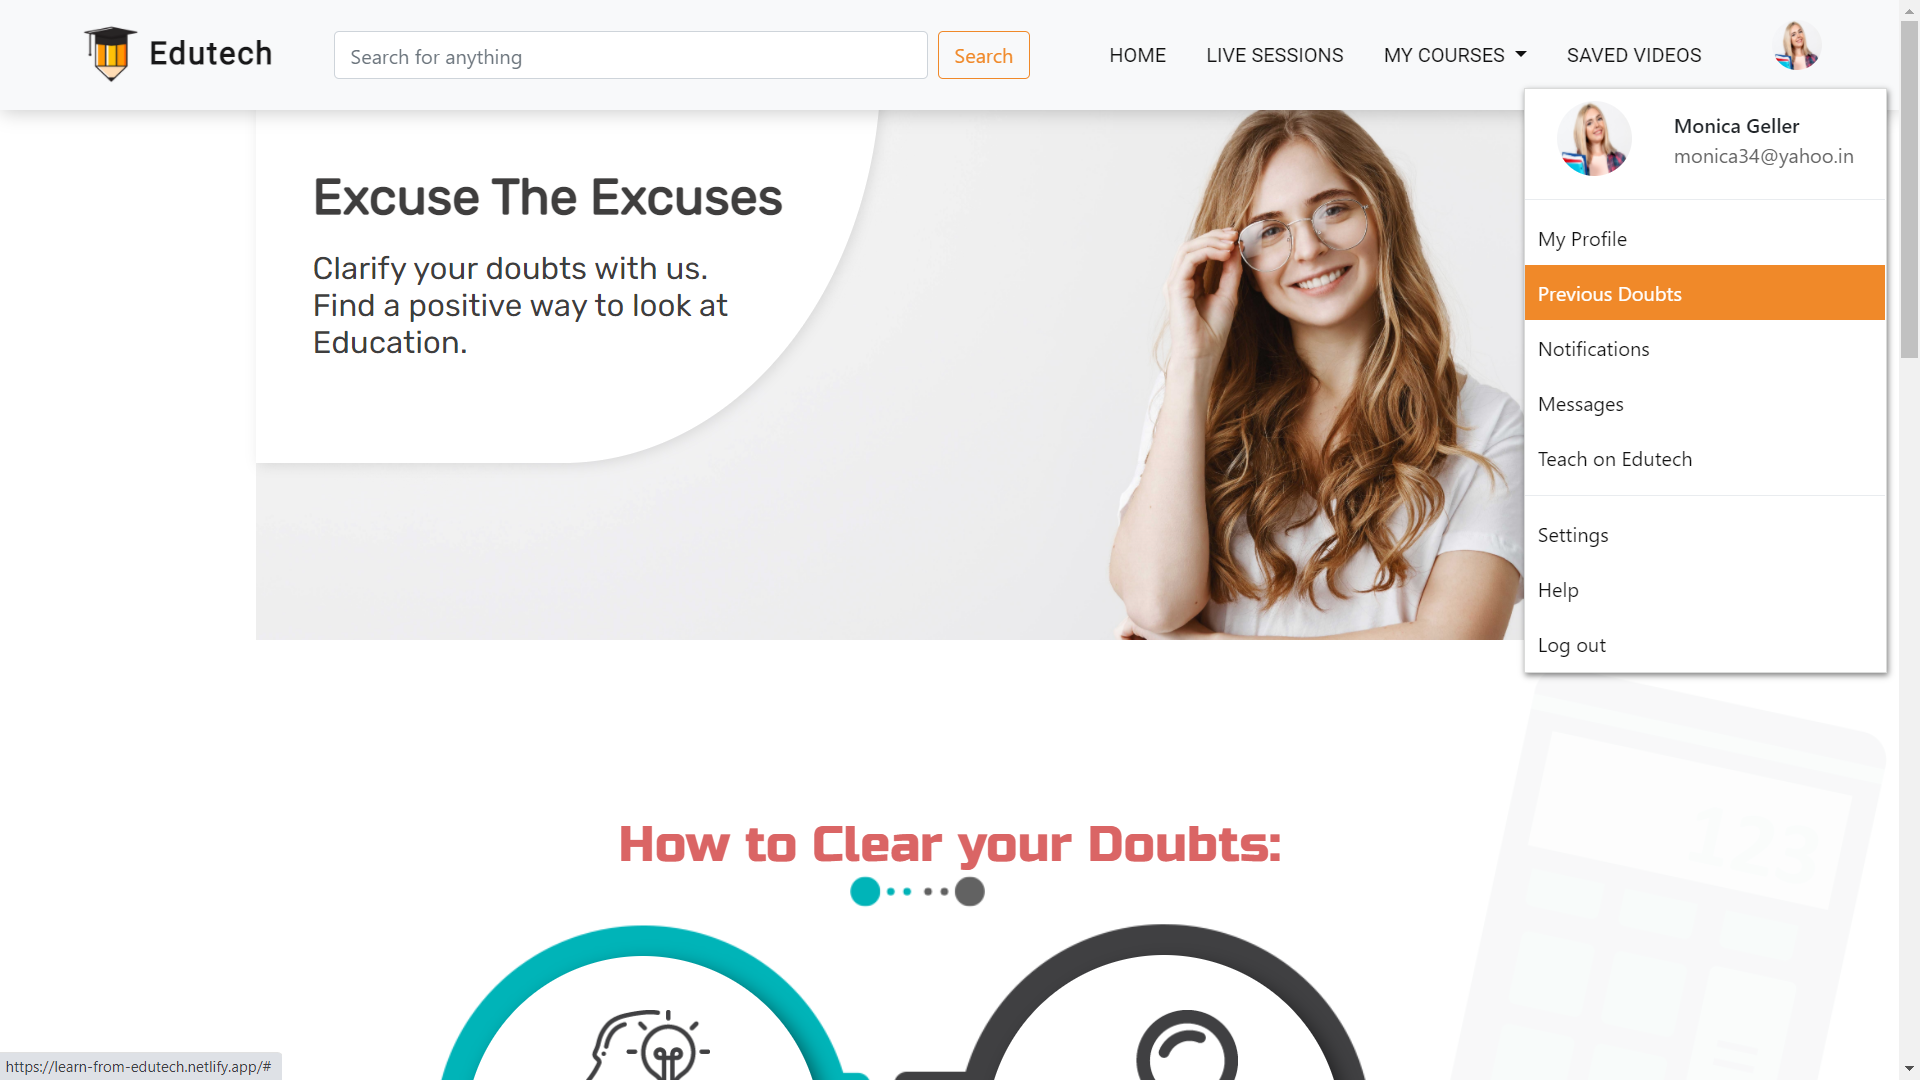 Edutech
Search for anything
Search
HOME
LIVE SESSIONS
MY COURSES
SAVED VIDEOS
Monica Geller
monica34@yahoo.in
My Profile
Previous Doubts
Notifications
Messages
Teach on Edutech
Settings
Help
Log out
Excuse The Excuses
Clarify your doubts with us.
Find a positive way to look at
Education.
How to Clear your Doubts:
123
https://learn-from-edutech.netlify.app/#